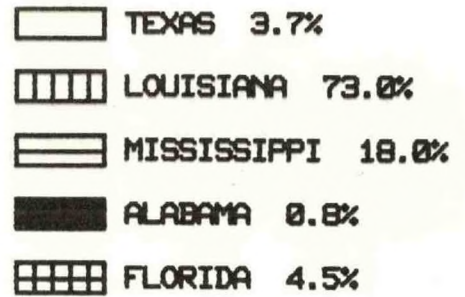 TEXAS 3.7%
LOUISIANA 73.0%
MISSISSIPPI 18.0%
ALABAMA 0.8%
FLORIDA 4.5%